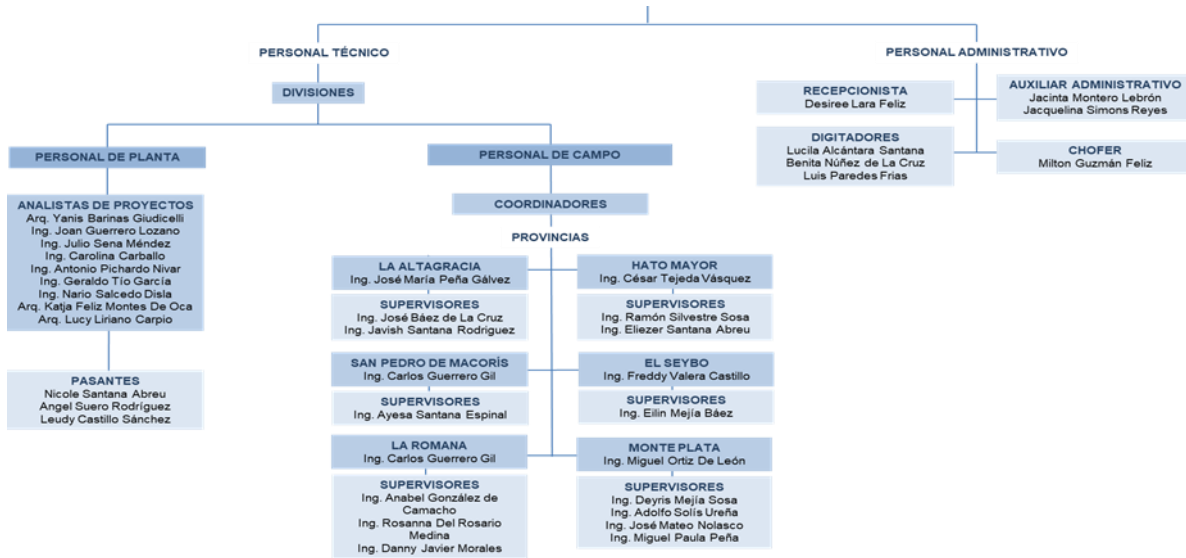 PERSONAL TÉCNICO
PERSONAL ADMINISTRATIVO
DIVISIONES
RECEPCIONISTA
Desiree Lara Feliz
AUXILIAR ADMINISTRATIVO
Jacinta Montero Lebrón
Jacquelina Simons Reyes
DIGITADORES
Lucila Alcántara Santana
Benita Núñez de La Cruz
Luis Paredes Frias
CHOFER
Milton Guzmán Feliz
PERSONAL DE PLANTA
PERSONAL DE CAMPO
ANALISTAS DE PROYECTOS
Arq. Yanis Barinas Giudicelli
Ing. Joan Guerrero Lozano
Ing. Julio Sena Méndez
Ing. Carolina Carballo
Ing. Antonio Pichardo Nivar
Ing. Geraldo Tío García
Ing. Nario Salcedo Disla
Arq. Katja Feliz Montes De Oca
Arq. Lucy Liriano Carpio
PASANTES
Nicole Santana Abreu
Angel Suero Rodríguez
Leudy Castillo Sánchez
COORDINADORES
PROVINCIAS
LA ALTAGRACIA
Ing. José María Peña Gálvez
SUPERVISORES
Ing. José Báez de La Cruz
Ing. Javish Santana Rodriguez
HATO MAYOR
Ing. César Tejeda Vásquez
SUPERVISORES
Ing. Ramón Silvestre Sosa
Ing. Eliezer Santana Abreu
SAN PEDRO DE MACORÍS
Ing. Carlos Guerrero Gil
SUPERVISORES
Ing. Ayesa Santana Espinal
EL SEYBO
Ing. Freddy Valera Castillo
SUPERVISORES
Ing. Eilin Mejía Báez
LA ROMANA
Ing. Carlos Guerrero Gil
SUPERVISORES
Ing. Anabel González de
Camacho
Ing. Rosanna Del Rosario
Medina
Ing. Danny Javier Morales
MONTE PLATA
Ing. Miguel Ortiz De León
SUPERVISORES
Ing. Deyris Mejía Sosa
Ing. Adolfo Solís Ureña
Ing. José Mateo Nolasco
Ing. Miguel Paula Peña